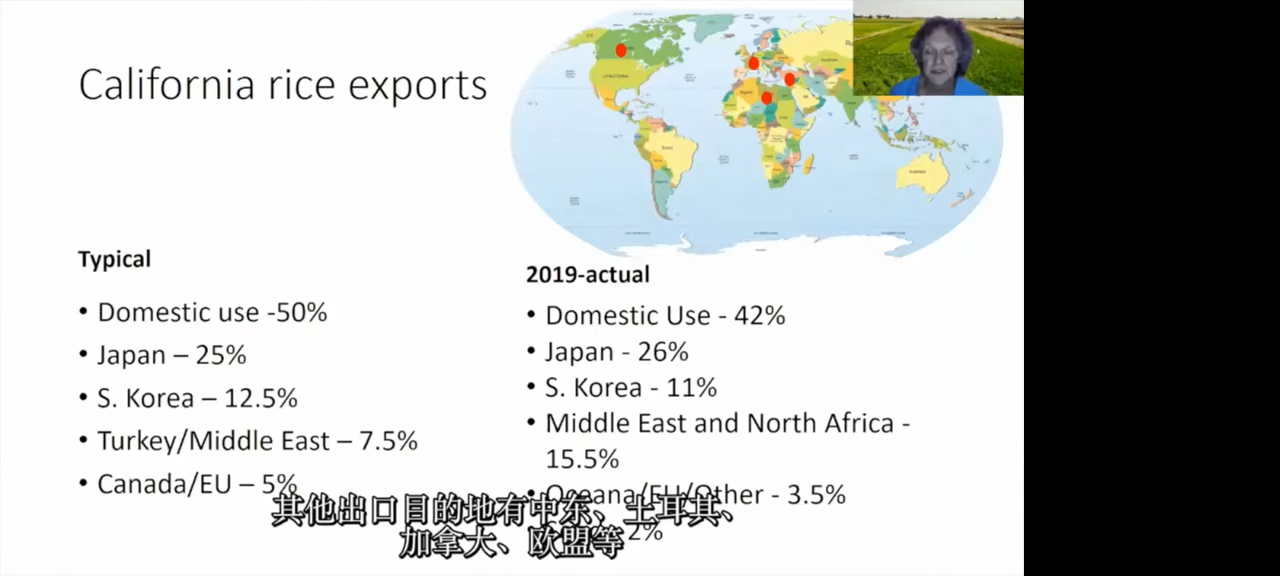 California rice exports
Typical
• Domestic use -50%
• Japan – 25%
• S. Korea – 12.5%
• Turkey/Middle East – 7.5%
• Canada/EU – 5%
2019-actual
• Domestic Use - 42%
• Japan - 26%
• S. Korea - 11%
• Middle East and North Africa -
15.5%
• Oceana/EU/Other - 3.5%
2%
其他出口目的地有中东、土耳其、
加拿大、欧盟等